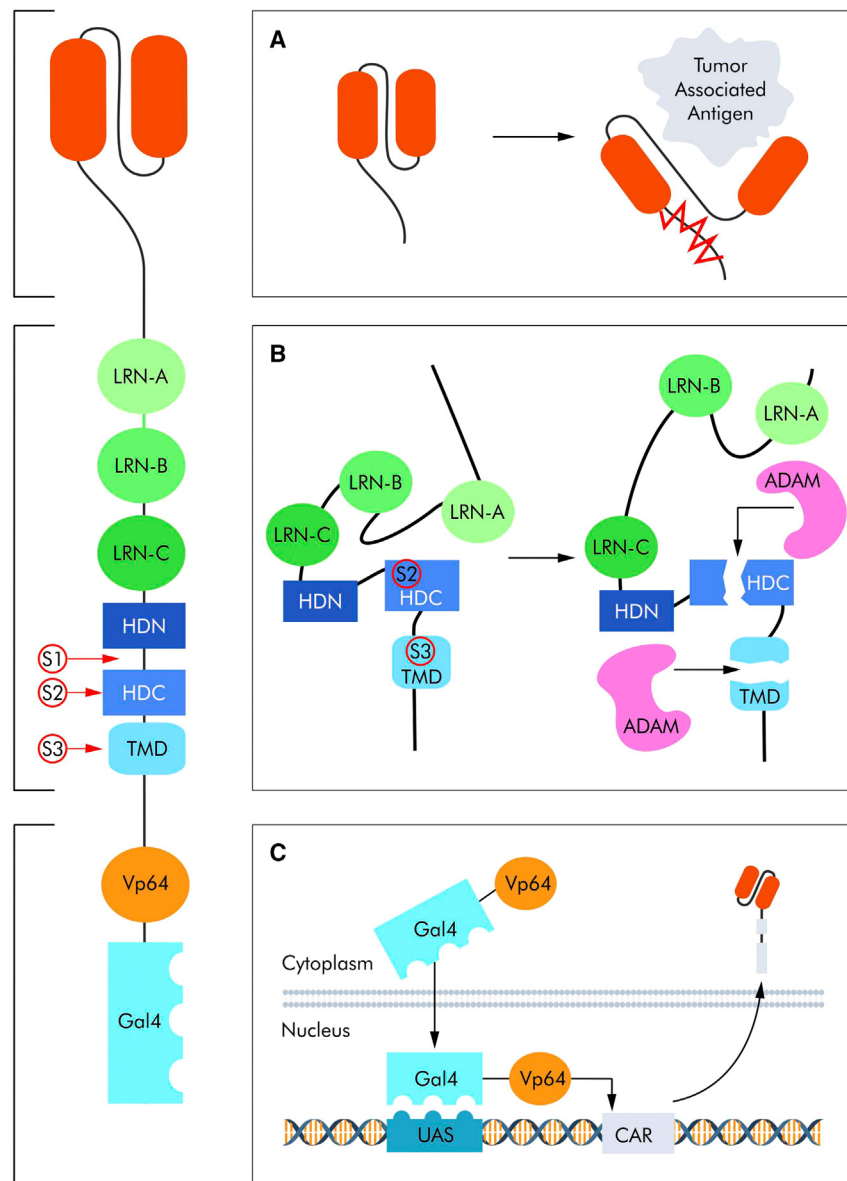 LRN-A
LRN-B
LRN-C
HDN
S1
S2
HDC
S3
TMD
Vp64
Gal4
A
Tumor
Associated
Antigen
B
LRN-B
LRN-A
LRN-C
S2
HDN
HDC
S3
TMD
LRN-B
LRN-A
ADAM
LRN-C
HDC
HDN
ADAM
TMD
C
Vp64
Gal4
Cytoplasm
Nucleus
Gal4
Vp64
UAS
CAR